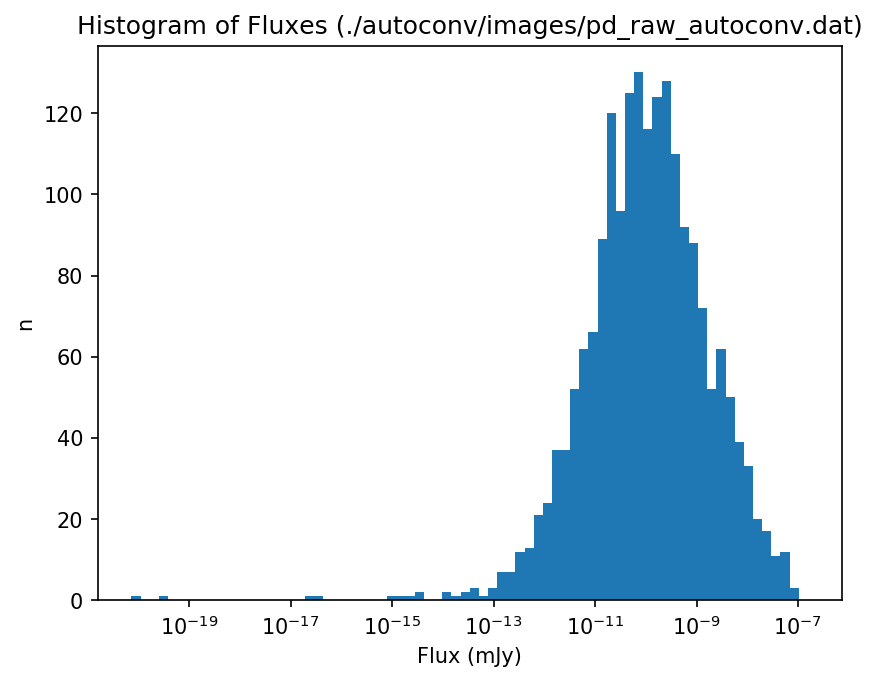 Histogram of Fluxes (./autoconv/images/pd_raw_autoconv.dat)
120
100
80
60
40
20
0
n
10⁻¹⁹ 10⁻¹⁷ 10⁻¹⁵ 10⁻¹³ 10⁻¹¹ 10⁻⁹ 10⁻⁷
Flux (mJy)